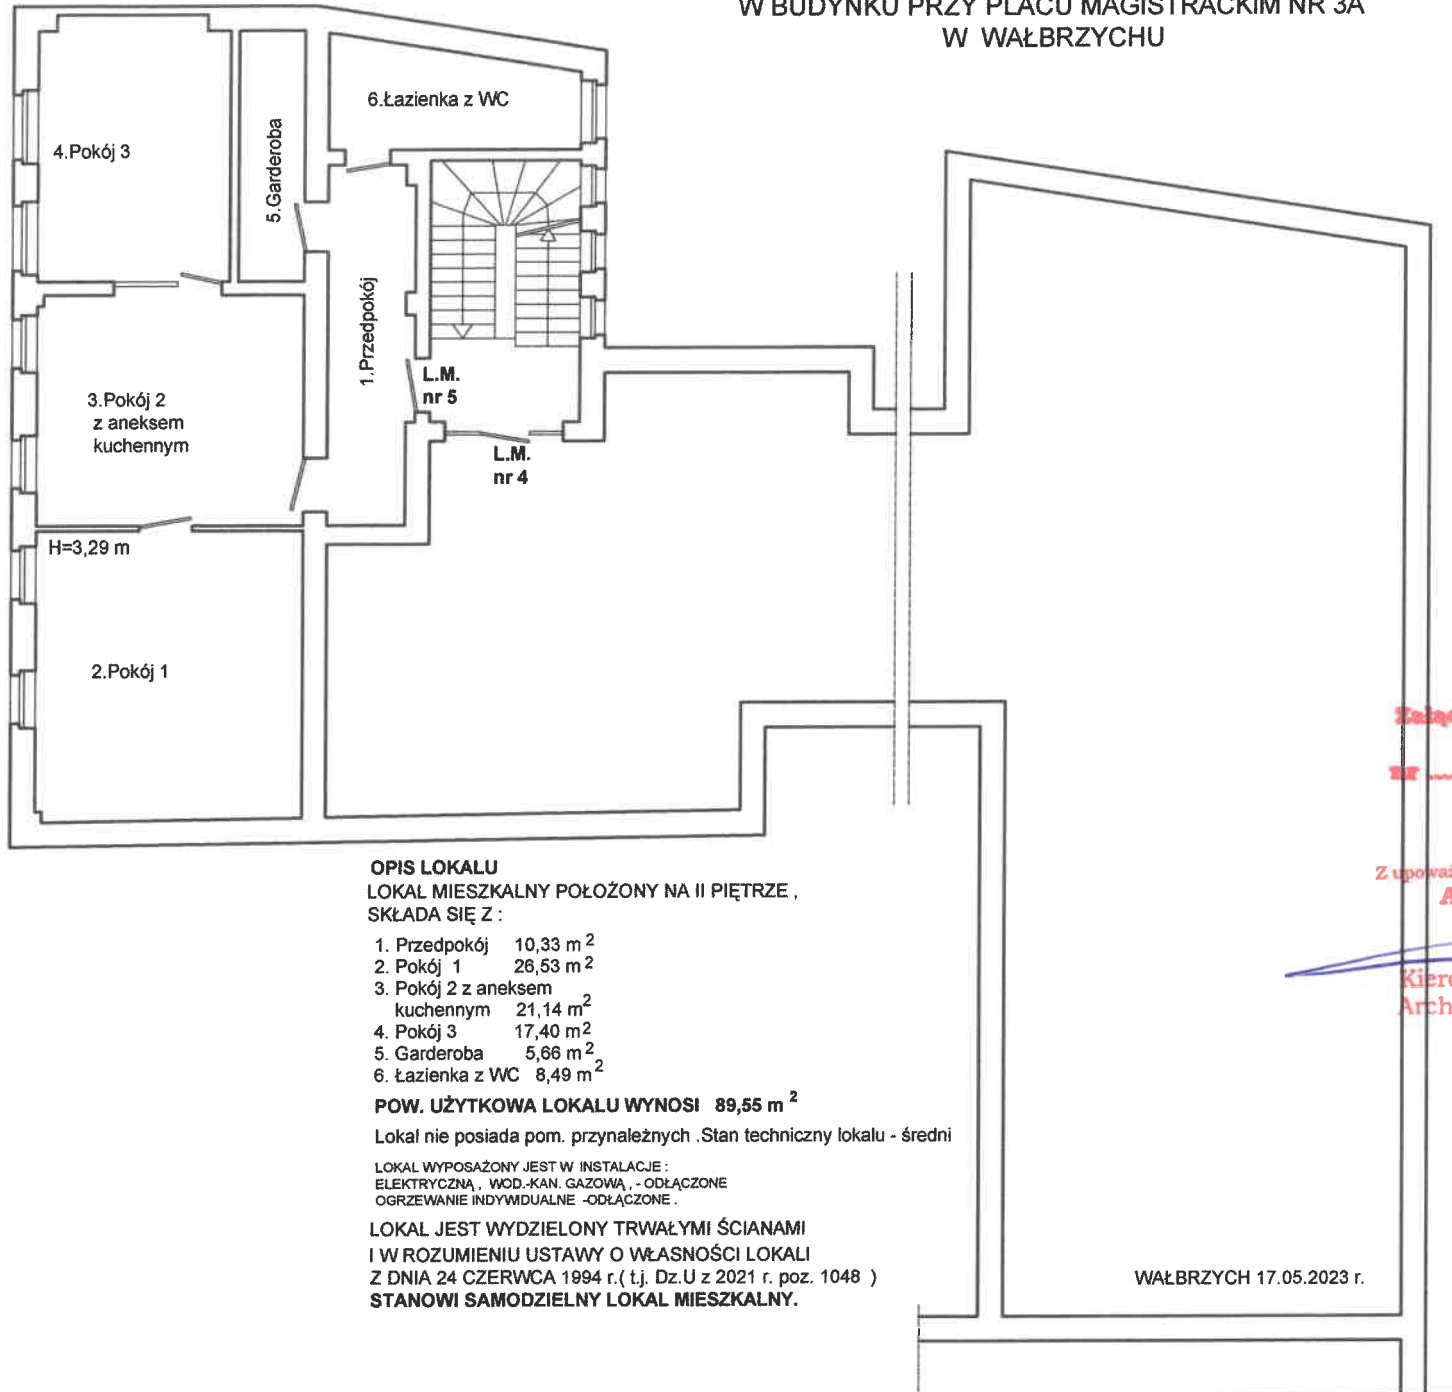 W BUDYNKU PRZY PLACU MAGISTRACKIM NR 3A
W WAŁBRZYCHU
6.Łazienka z WC
4.Pokój 3
5.Garderoba
1.Przedpokój
L.M.
nr 5
3.Pokój 2
z aneksem
kuchennym
L.M.
nr 4
H=3,29 m
2.Pokój 1
Z
A
OPIS LOKALU
LOKAL MIESZKALNY POŁOŻONY NA II PIĘTRZE ,
SKŁADA SIĘ Z :
1. Przedpokój 10,33 m 2
2. Pokój 1 26,53 m 2
3. Pokój 2 z aneksem
kuchennym 21,14 m2
4. Pokój 3 17,40 m2
5. Garderoba 5,66 m 2
6. Łazienka z WC 8,49 m2
POW. UŻYTKOWA LOKALU WYNOSI 89,55 m 2
Lokal nie posiada pom. przynależnych .Stan techniczny lokalu - średni
LOKAL WYPOSAŻONY JEST W INSTALACJE :
ELEKTRYCZNĄ , WOD.-KAN. GAZOWĄ , - ODŁĄCZONE
OGRZEWANIE INDYWIDUALNE -ODŁĄCZONE .
LOKAL JEST WYDZIELONY TRWAŁYMI ŚCIANAMI
I W ROZUMIENIU USTAWY O WŁASNOŚCI LOKALI
Z DNIA 24 CZERWCA 1994 r.( t.j. Dz.U z 2021 r. poz. 1048 )
STANOWI SAMODZIELNY LOKAL MIESZKALNY.
WAŁBRZYCH 17.05.2023 r.